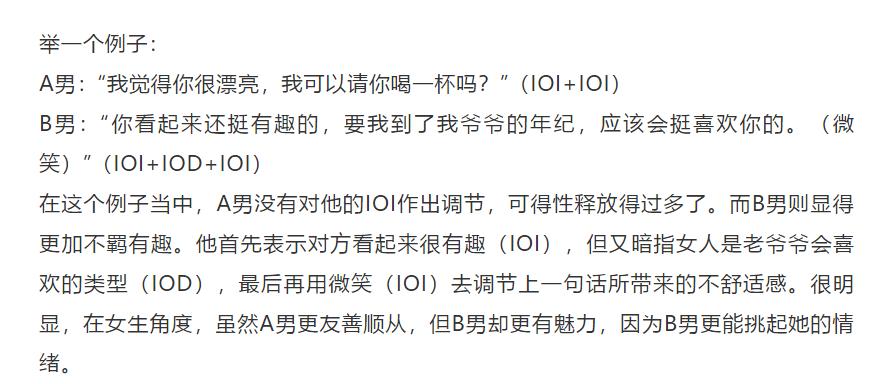 举一个例子：
A男：“我觉得你很漂亮，我可以请你喝一杯吗？”（IOI+IOI）
B男：“你看起来还挺有趣的，要我到了我爷爷的年纪，应该会挺喜欢你的。（微
笑）”（IOI+IOD+IOI）
在这个例子当中，A男没有对他的IOI作出调节，可得性释放得过多了。而B男则显得
更加不羁有趣。他首先表示对方看起来很有趣（IOI），但又暗指女人是老爷爷会喜
欢的类型（IOD），最后再用微笑（IOI）去调节上一句话所带来的不舒适感。很明
显，在女生角度，虽然A男更友善顺从，但B男却更有魅力，因为B男更能挑起她的情
绪。